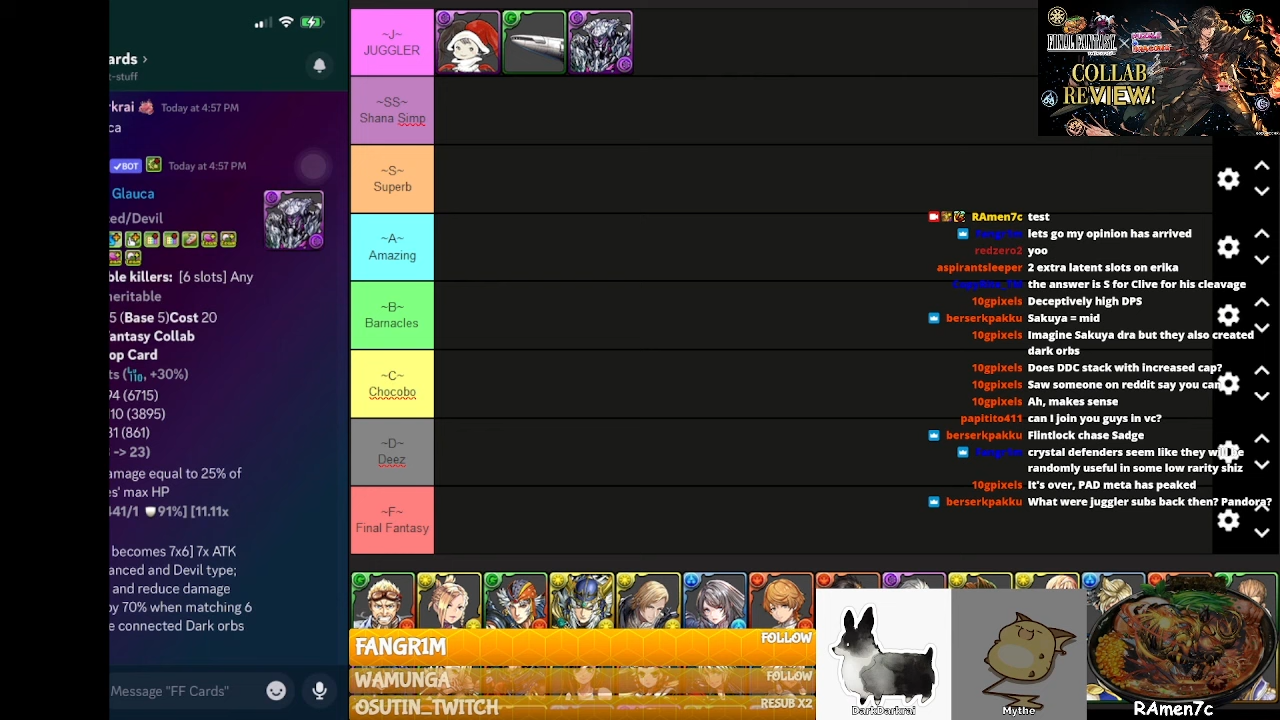 ards ›
t-stuff
rkrai Today at 4:57 PM
ca
✓BOT Today at 4:57 PM
Glauca
ed/Devil
ble killers: [6 slots] Any
heritable
5 (Base 5)Cost 20
antasy Collab
op Card
ts (Lv 110, +30%)
94 (6715)
10 (3895)
31 (861)
-> 23)
amage equal to 25% of
es' max HP
441/1 91%] [11.11x
becomes 7x6] 7x ATK
anced and Devil type;
and reduce damage
by 70% when matching 6
e connected Dark orbs
Message "FF Cards"
~J~
JUGGLER
~SS~
Shana Simp
~S~
Superb
~A~
Amazing
~B~
Barnacles
~C~
Chocobo
~D~
Deez
~F~
Final Fantasy
FINAL FANTASY
COLLAB
REVIEW!
RAmen7c test
Fangr1m lets go my opinion has arrived
redzero2 yoo
aspirantsleeper 2 extra latent slots on erika
the answer is S for Clive for his cleavage
10gpixels Deceptively high DPS
berserkpakku Sakuya = mid
10gpixels Imagine Sakuya dra but they also created
dark orbs
10gpixels Does DDC stack with increased cap?
10gpixels Saw someone on reddit say you can
10gpixels Ah, makes sense
papitito411 can I join you guys in vc?
berserkpakku Flintlock chase Sadge
Fangr1m crystal defenders seem like they will be
randomly useful in some low rarity shiz
10gpixels It's over, PAD meta has peaked
berserkpakku What were juggler subs back then? Pandora?
FANGR1M FOLLOW
WAMUNGA FOLLOW
OSUTIN_TWITCH RESUB X2
DarkDarkrai
Mythe
RAmen7c